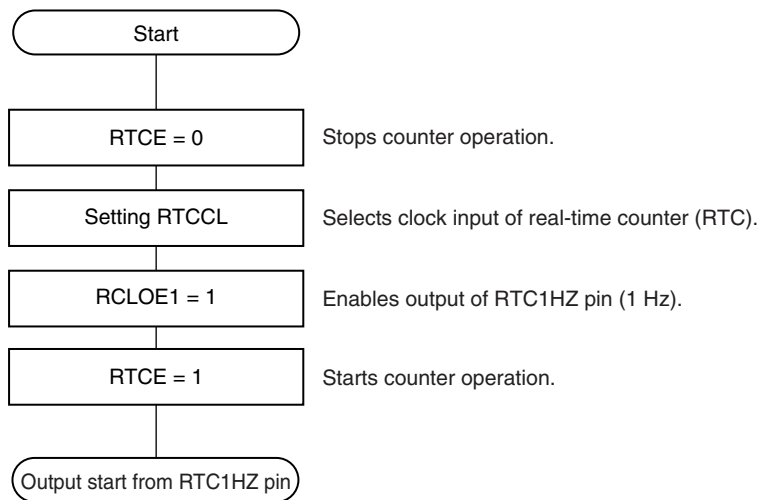 Start
RTCE = 0
Stops counter operation.
Setting RTCCL
Selects clock input of real-time counter (RTC).
RCLOE1 = 1
Enables output of RTC1HZ pin (1 Hz).
RTCE = 1
Starts counter operation.
Output start from RTC1HZ pin